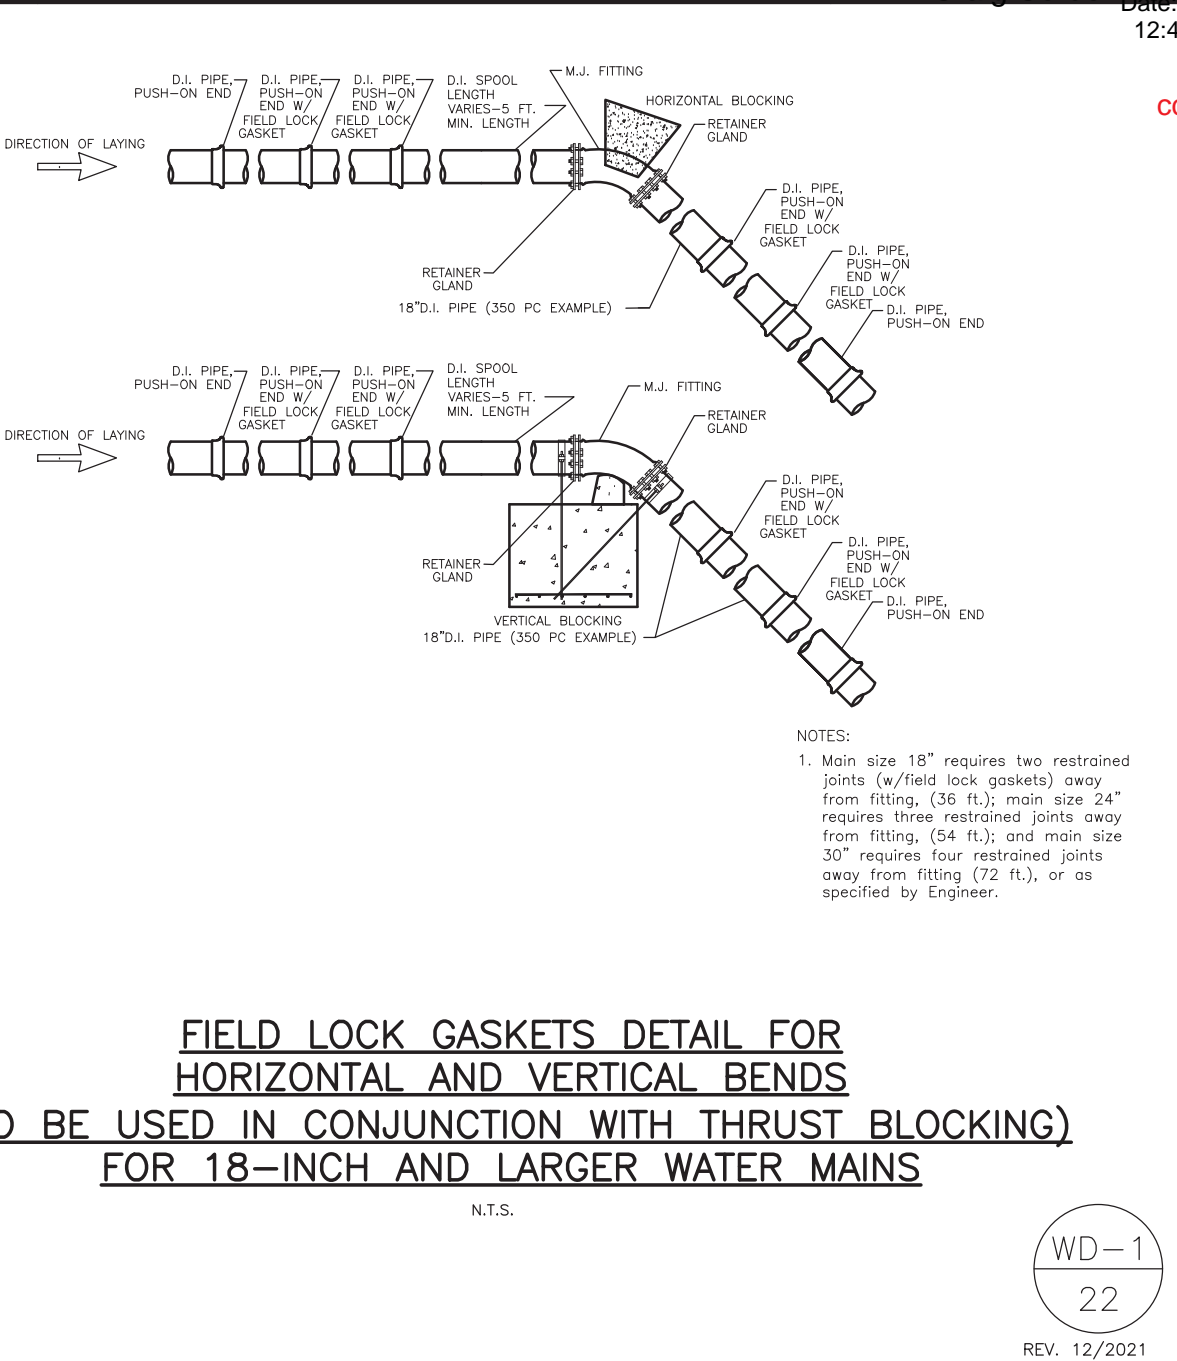 Date:
12:4
D.I. PIPE,
PUSH-ON END
D.I. PIPE,
PUSH-ON
END W/
FIELD LOCK
GASKET
D.I. PIPE,
PUSH-ON
END W/
FIELD LOCK
GASKET
D.I. SPOOL
LENGTH
VARIES-5 FT.
MIN. LENGTH
M.J. FITTING
HORIZONTAL BLOCKING
RETAINER
GLAND
DIRECTION OF LAYING
D.I. PIPE,
PUSH-ON
END W/
FIELD LOCK
GASKET
D.I. PIPE,
PUSH-ON
END W/
FIELD LOCK
GASKET
RETAINER
GLAND
18"D.I. PIPE (350 PC EXAMPLE)
D.I. PIPE,
PUSH-ON END
D.I. PIPE,
PUSH-ON END
D.I. PIPE,
PUSH-ON
END W/
FIELD LOCK
GASKET
D.I. PIPE,
PUSH-ON
END W/
FIELD LOCK
GASKET
D.I. SPOOL
LENGTH
VARIES-5 FT.
MIN. LENGTH
M.J. FITTING
RETAINER
GLAND
DIRECTION OF LAYING
D.I. PIPE,
PUSH-ON
END W/
FIELD LOCK
GASKET
D.I. PIPE,
PUSH-ON
END W/
FIELD LOCK
GASKET
RETAINER
GLAND
D.I. PIPE,
PUSH-ON END
VERTICAL BLOCKING
18"D.I. PIPE (350 PC EXAMPLE)
NOTES:
1. Main size 18" requires two restrained
joints (w/field lock gaskets) away
from fitting, (36 ft.); main size 24"
requires three restrained joints away
from fitting, (54 ft.); and main size
30" requires four restrained joints
away from fitting (72 ft.), or as
specified by Engineer.
FIELD LOCK GASKETS DETAIL FOR
HORIZONTAL AND VERTICAL BENDS
BE USED IN CONJUNCTION WITH THRUST BLOCKING)
FOR 18-INCH AND LARGER WATER MAINS
N.T.S.
WD-1
22
REV. 12/2021